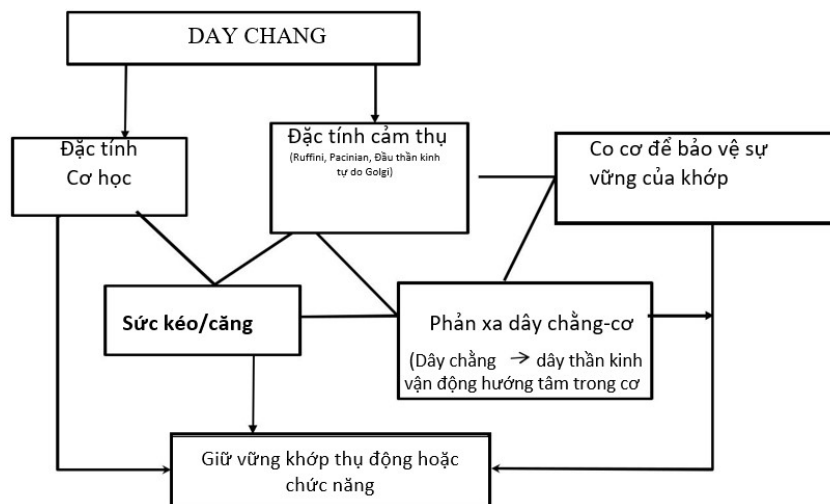 DAY CHANG
Đặc tính
Cơ học
Đặc tính cảm thụ
(Ruffini, Pacinian, Đầu thần kinh
tự do Golgi)
Co cơ để bảo vệ sự
vững của khớp
Sức kéo/căng
Phản xa dây chằng-cơ
(Dây chằng → dây thần kinh
vận động hướng tâm trong cơ
Giữ vững khớp thụ động hoặc
chức năng